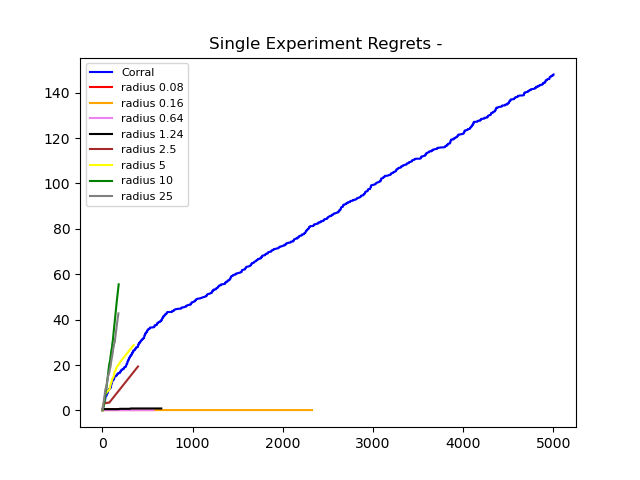 Single Experiment Regrets -
Corral
radius 0.08
radius 0.16
radius 0.64
radius 1.24
radius 2.5
radius 5
radius 10
radius 25
140
120
100
80
60
40
20
0
0 1000 2000 3000 4000 5000